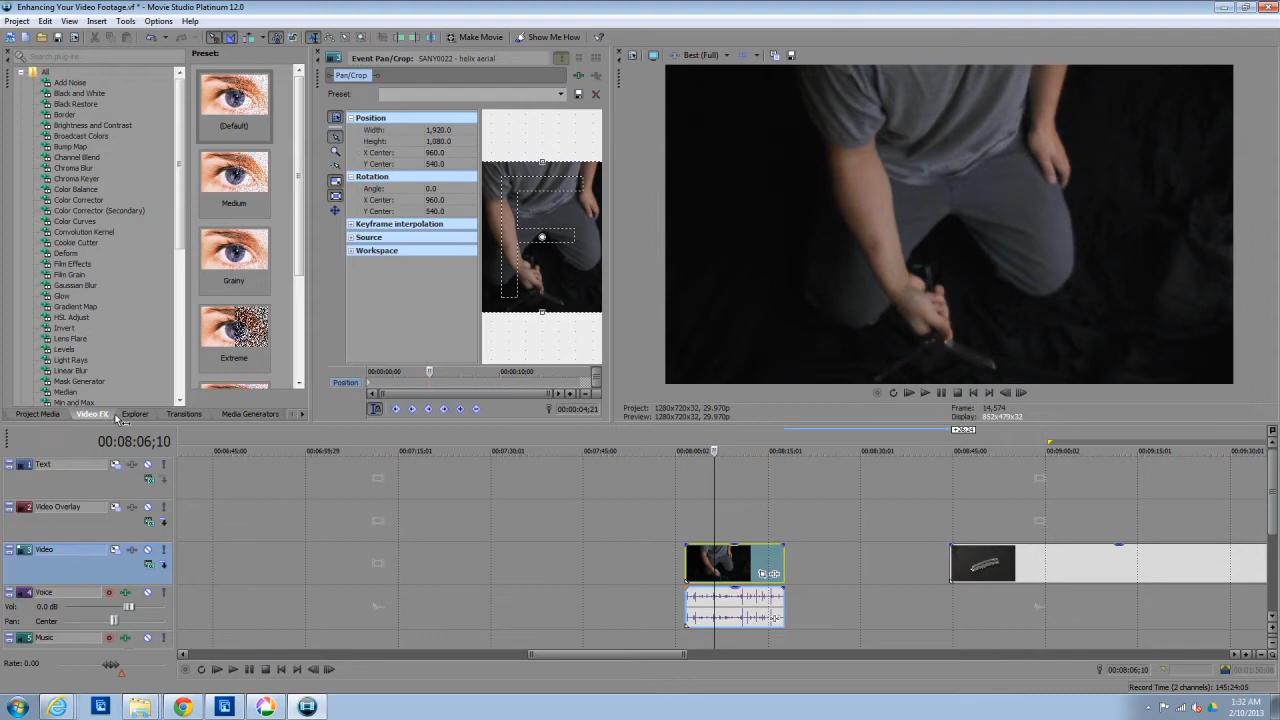 Enhancing Your Video Footage.vf * - Movie Studio Platinum 12.0
Project Edit View Insert Tools Options Help
Make Movie Show Me How
Search plug-ins
All
Add Noise
Black and White
Black Restore
Border
Brightness and Contrast
Broadcast Colors
Bump Map
Channel Blend
Chroma Blur
Chroma Keyer
Color Balance
Color Corrector
Color Corrector (Secondary)
Color Curves
Convolution Kernel
Cookie Cutter
Deform
Film Effects
Film Grain
Gaussian Blur
Glow
Gradient Map
HSL Adjust
Invert
Lens Flare
Levels
Light Rays
Linear Blur
Mask Generator
Median
Min and Max
Preset:
(Default)
Medium
Grainy
Extreme
Project Media Video FX Explorer Transitions Media Generators
Event Pan/Crop: SANY0022 - helix aerial
Pan/Crop
Preset:
Position
Width: 1,920.0
Height: 1,080.0
X Center: 960.0
Y Center: 540.0
Rotation
Angle: 0.0
X Center: 960.0
Y Center: 540.0
Keyframe interpolation
Source
Workspace
00:00:00;00 00:00:10;00
Position
00:00:04;21
Best (Full)
Project: 1280x720x32, 29.970p
Preview: 1280x720x32, 29.970p
Frame: 14,574
Display: 852x479x32
00:08:06;10
00:06:45;00 00:06:59;29 00:07:15;01 00:07:30;01 00:07:45;00 00:08:00;02 00:08:15;01 00:08:30;01 00:08:45;00 00:09:00;02 00:09:15;01 00:09:30;01
1 Text
2 Video Overlay
3 Video
4 Voice
Vol: 0.0 dB
Pan: Center
5 Music
Rate: 0.00
00:08:06;10
Record Time (2 channels): 145:24:05
1:32 AM
2/10/2013